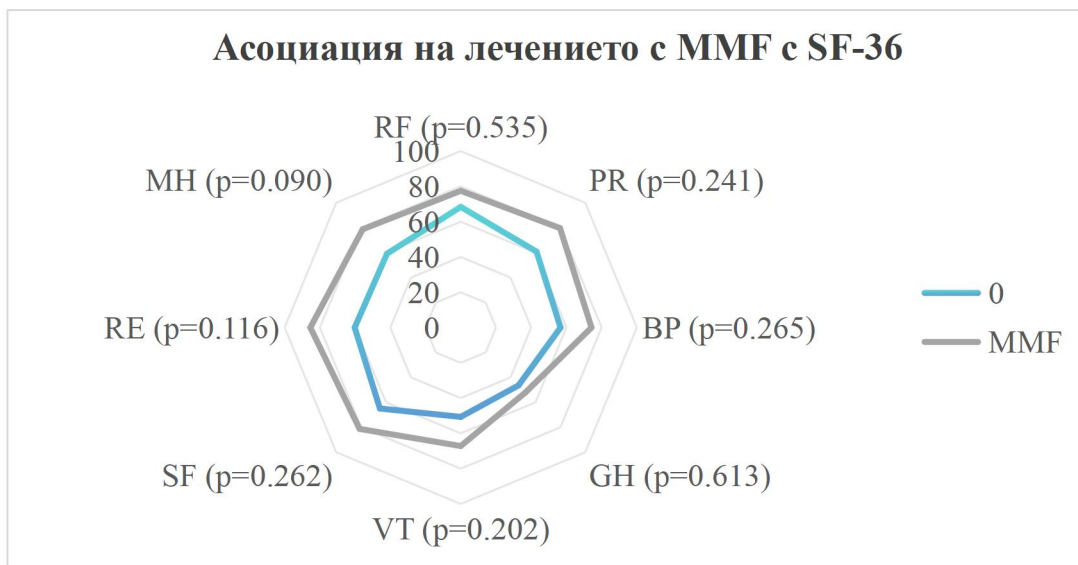 Асоциация на лечението с MMF с SF-36
RF (p=0.535)
MH (p=0.090)
PR (p=0.241)
100
80
60
40
20
0
RE (p=0.116)
BP (p=0.265)
SF (p=0.262)
GH (p=0.613)
VT (p=0.202)
0
MMF